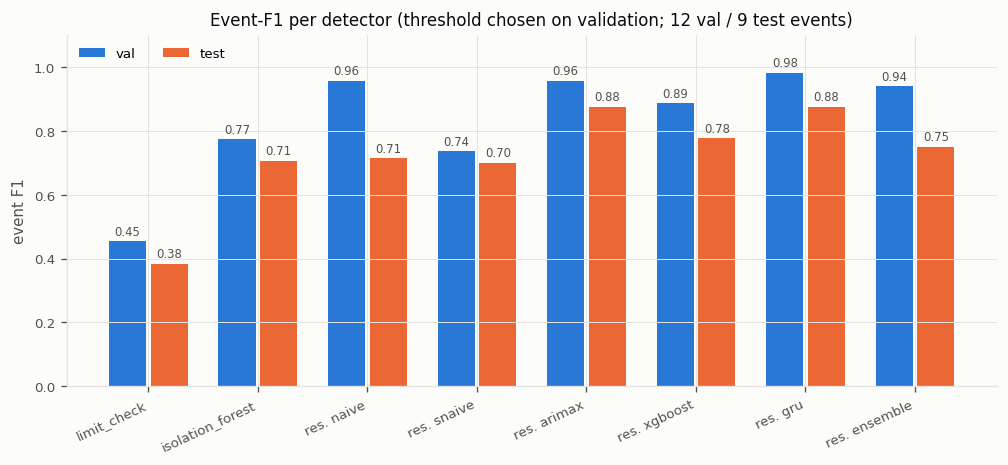 Event-F1 per detector (threshold chosen on validation; 12 val / 9 test events)
val
test
event F1
1.0
0.8
0.6
0.4
0.2
0.0
0.45
0.38
0.77
0.71
0.96
0.71
0.74
0.70
0.96
0.88
0.89
0.78
0.98
0.88
0.94
0.75
limit_check
isolation_forest
res. naive
res. snaive
res. arimax
res. xgboost
res. gru
res. ensemble